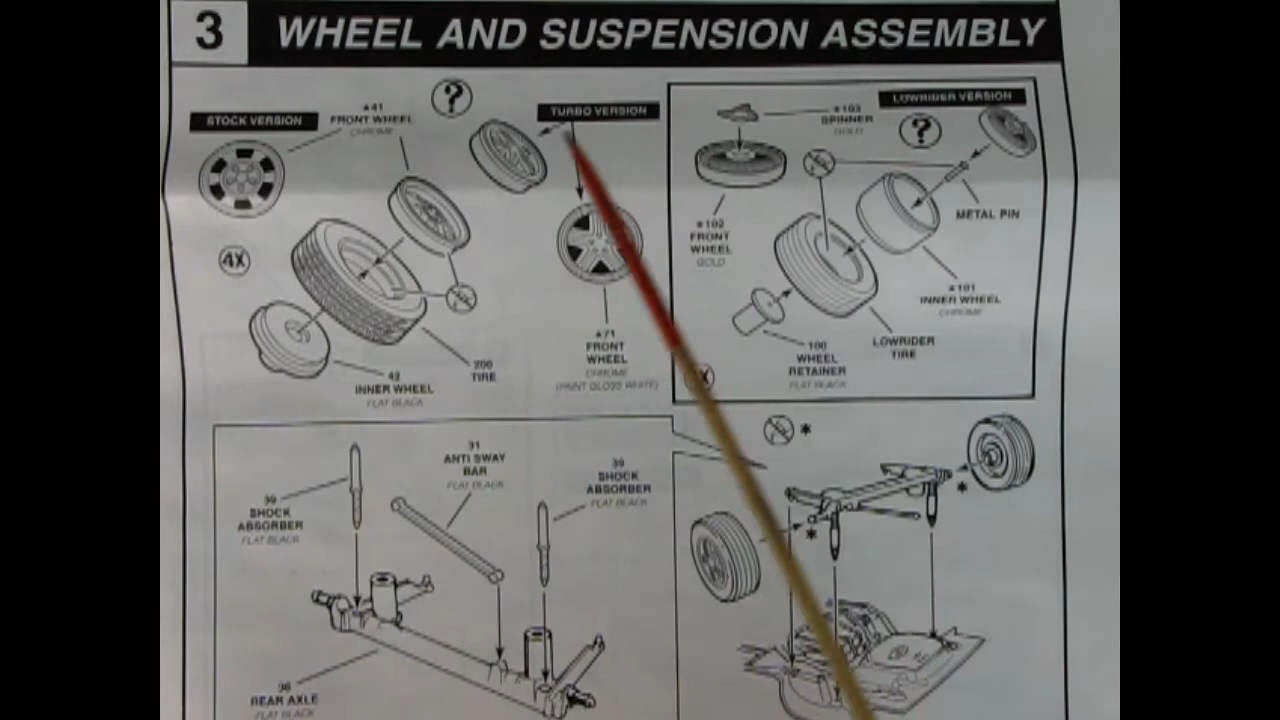 3 WHEEL AND SUSPENSION ASSEMBLY
STOCK VERSION
★41
FRONT WHEEL
CHROME
?
TURBO VERSION
4X
42
INNER WHEEL
FLAT BLACK
200
TIRE
★71
FRONT
WHEEL
CHROME
(PAINT GLOSS WHITE)
LOWRIDER VERSION
★103
SPINNER
GOLD
?
★102
FRONT
WHEEL
GOLD
METAL PIN
★101
INNER WHEEL
CHROME
LOWRIDER
TIRE
100
WHEEL
RETAINER
FLAT BLACK
X
39
SHOCK
ABSORBER
FLAT BLACK
31
ANTI SWAY
BAR
FLAT BLACK
39
SHOCK
ABSORBER
FLAT BLACK
36
REAR AXLE
FLAT BLACK
*
*
*